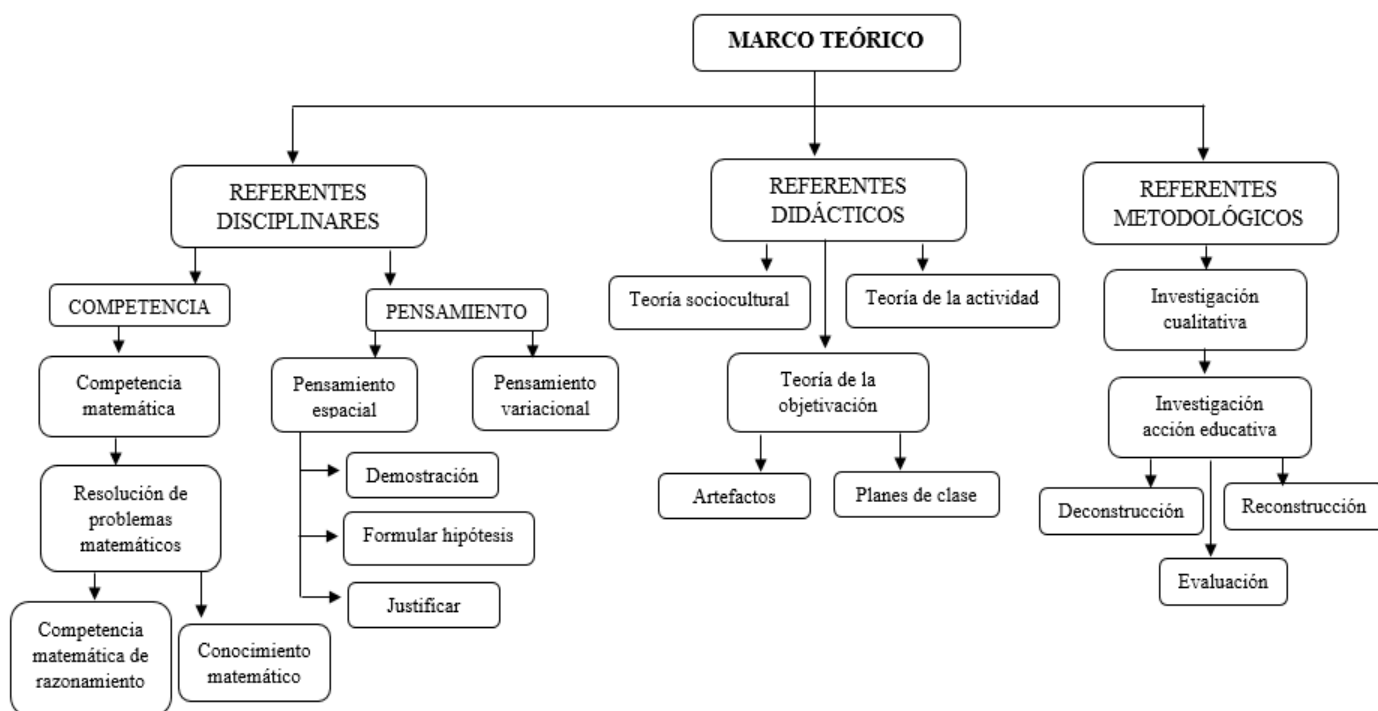 MARCO TEÓRICO
REFERENTES
DISCIPLINARES
REFERENTES
DIDÁCTICOS
REFERENTES
METODOLÓGICOS
COMPETENCIA
PENSAMIENTO
Teoría sociocultural
Teoría de la actividad
Investigación
cualitativa
Competencia
matemática
Pensamiento
espacial
Pensamiento
variacional
Teoría de la
objetivación
Investigación
acción educativa
Resolución de
problemas
matemáticos
Demostración
Formular hipótesis
Justificar
Artefactos
Planes de clase
Deconstrucción
Reconstrucción
Evaluación
Competencia
matemática de
razonamiento
Conocimiento
matemático